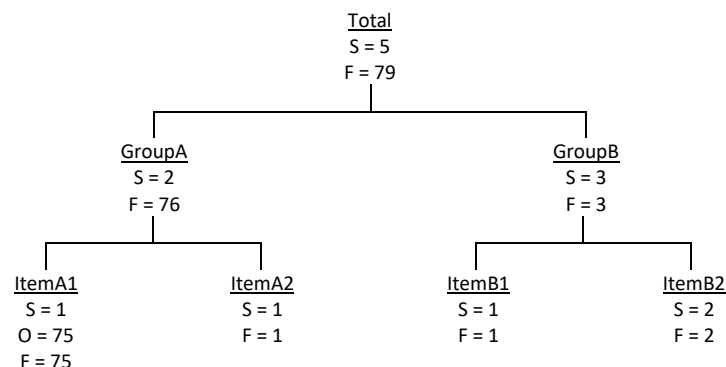 Total
S = 5
F = 79
GroupA
S = 2
F = 76
GroupB
S = 3
F = 3
ItemA1
S = 1
O = 75
F = 75
ItemA2
S = 1
F = 1
ItemB1
S = 1
F = 1
ItemB2
S = 2
F = 2